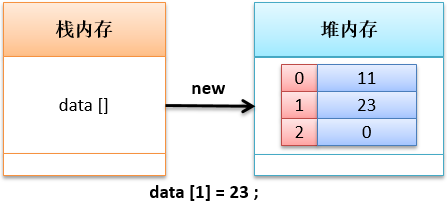 栈内存
堆内存
data []
new
0 11
1 23
2 0
data [1] = 23 ;